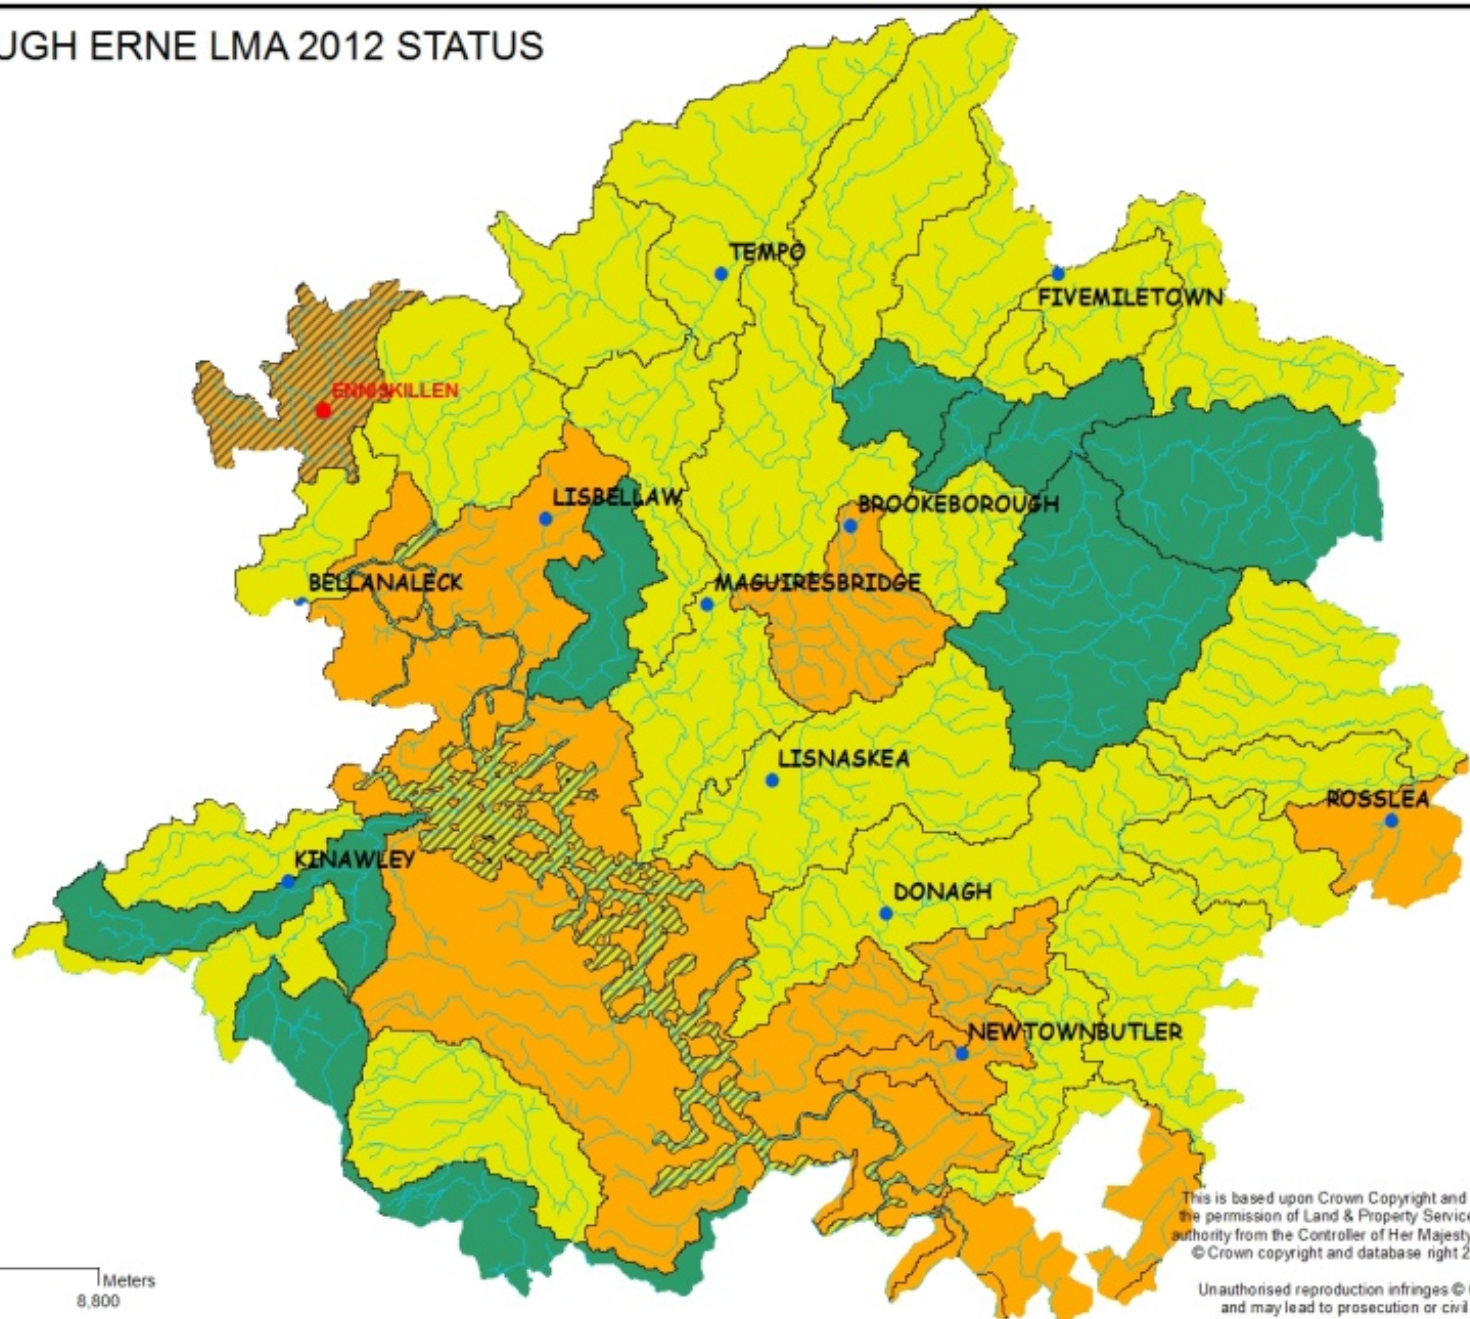 UGH ERNE LMA 2012 STATUS
TEMPO
FIVEMILETOWN
ENNISKILLEN
LISBELLAW
BROOKEBOROUGH
BELLANALECK
MAGUIRESBRIDGE
LISNASKEA
ROSSLEA
KINAWLEY
DONAGH
NEWTOWNBUTLER
This is based upon Crown Copyright and
the permission of Land & Property Service
authority from the Controller of Her Majesty
© Crown copyright and database right 2
Meters
8,800
Unauthorised reproduction infringes ©
and may lead to prosecution or civil